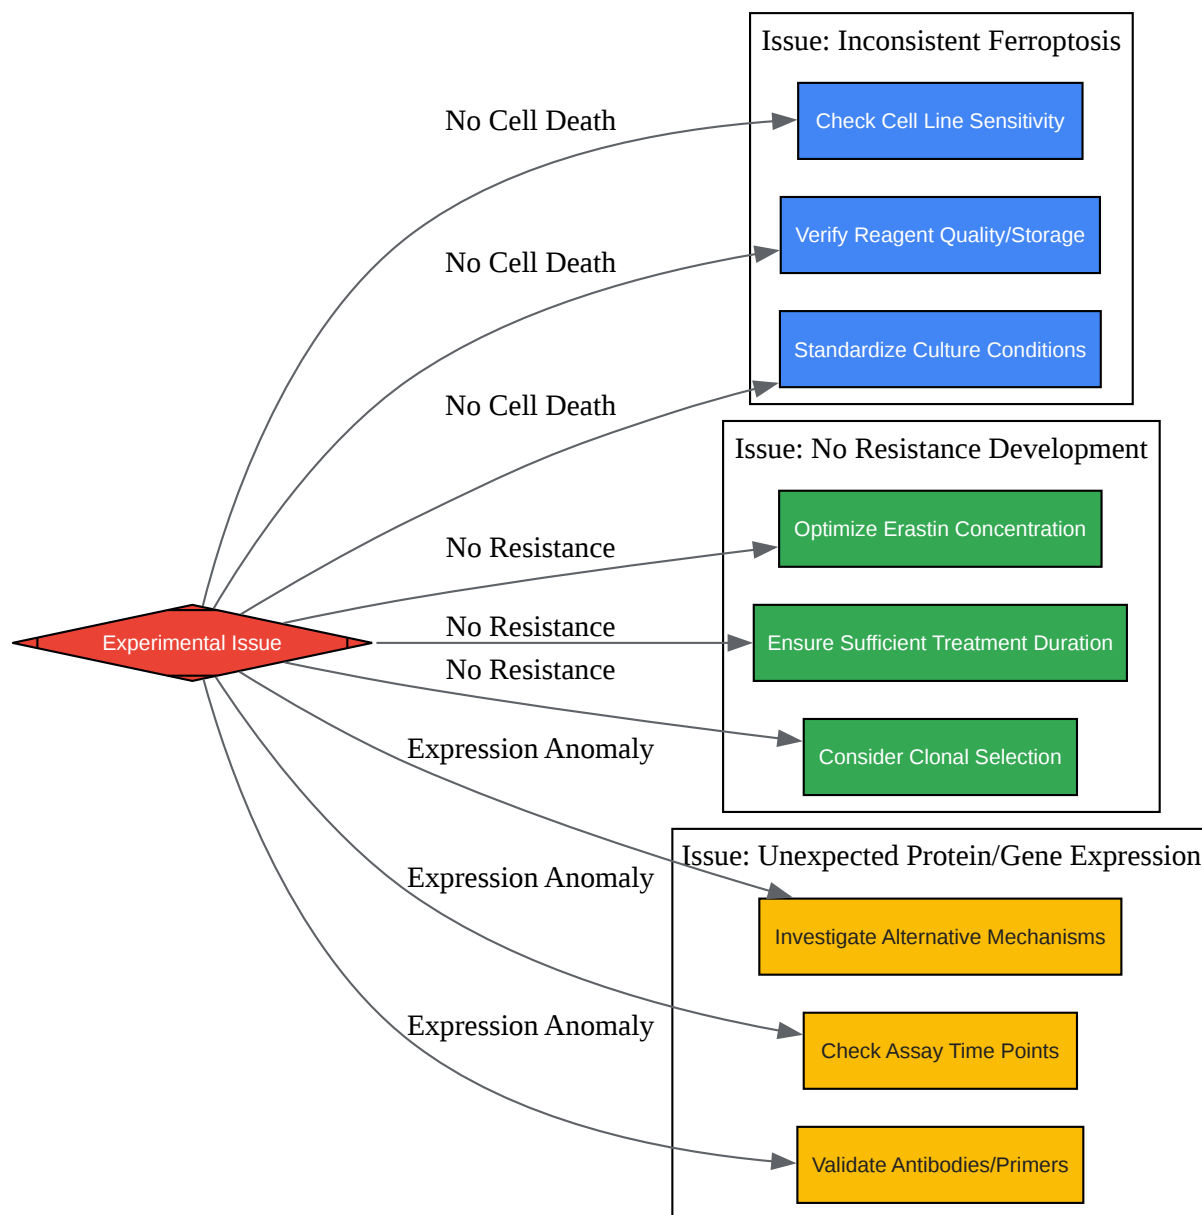 Issue: Inconsistent Ferroptosis
No Cell Death
Check Cell Line Sensitivity
No Cell Death
Verify Reagent Quality/Storage
No Cell Death
Standardize Culture Conditions
Issue: No Resistance Development
No Resistance
Optimize Erastin Concentration
Experimental Issue
No Resistance
Ensure Sufficient Treatment Duration
No Resistance
Consider Clonal Selection
Expression Anomaly
Issue: Unexpected Protein/Gene Expression
Expression Anomaly
Investigate Alternative Mechanisms
Expression Anomaly
Check Assay Time Points
Validate Antibodies/Primers